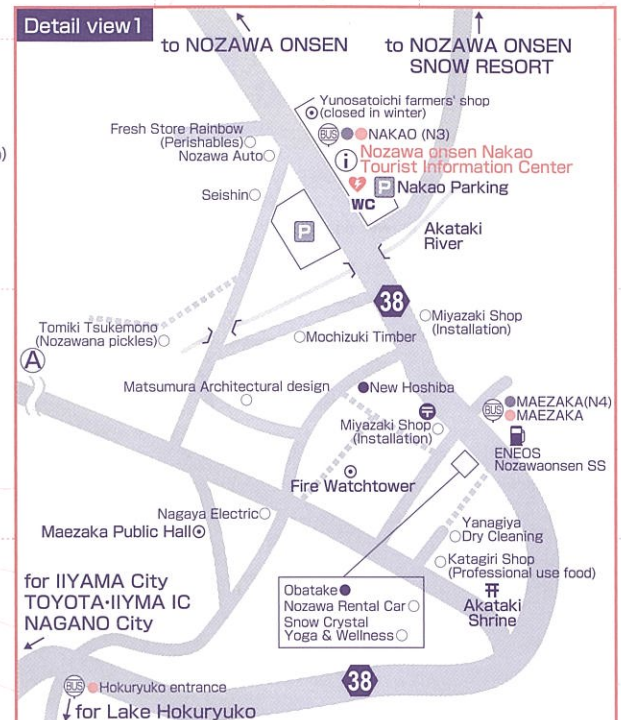 Detail view1
to NOZAWA ONSEN
to NOZAWA ONSEN
SNOW RESORT
Yunosatoichi farmers' shop
(closed in winter)
Fresh Store Rainbow
(Perishables)
BUS NAKAO (N3)
Nozawa Auto
i Nozawa onsen Nakao
Tourist Information Center
P Nakao Parking
WC
Seishin
P
Akataki
River
38
Miyazaki Shop
(Installation)
Tomiki Tsukemono
(Nozawana pickles)
Mochizuki Timber
A
Matsumura Architectural design
New Hoshiba
BUS MAEZAKA(N4)
MAEZAKA
〒
Miyazaki Shop
(Installation)
ENEOS
Nozawaonsen SS
Fire Watchtower
Nagaya Electric
Maezaka Public Hall
Yanagiya
Dry Cleaning
Katagiri Shop
(Professional use food)
Akataki
Shrine
for IIYAMA City
TOYOTA·IIYMA IC
NAGANO City
Obatake
Nozawa Rental Car
Snow Crystal
Yoga & Wellness
38
BUS Hokuryuko entrance
for Lake Hokuryuko